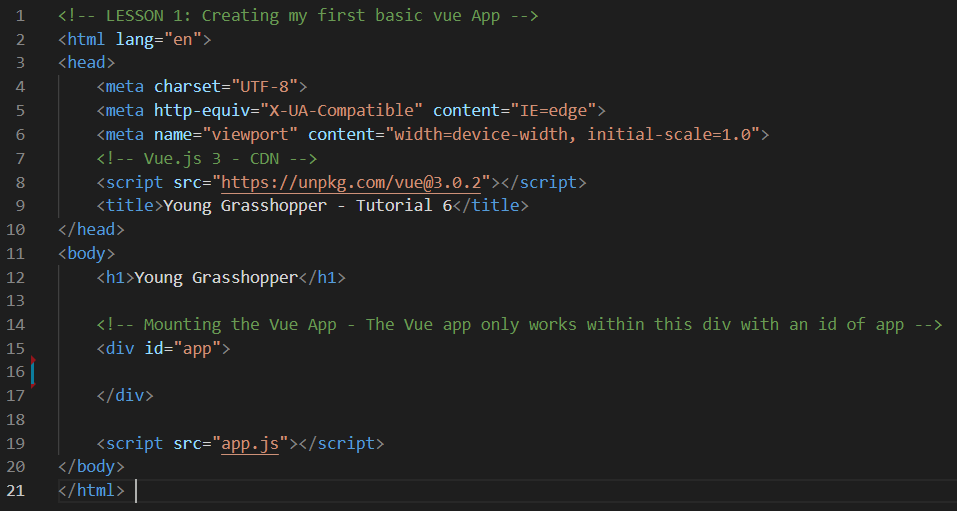 1 <!-- LESSON 1: Creating my first basic vue App -->
2 <html lang="en">
3 <head>
4     <meta charset="UTF-8">
5     <meta http-equiv="X-UA-Compatible" content="IE=edge">
6     <meta name="viewport" content="width=device-width, initial-scale=1.0">
7     <!-- Vue.js 3 - CDN -->
8     <script src="https://unpkg.com/vue@3.0.2"></script>
9     <title>Young Grasshopper - Tutorial 6</title>
10 </head>
11 <body>
12     <h1>Young Grasshopper</h1>
13
14     <!-- Mounting the Vue App - The Vue app only works within this div with an id of app -->
15     <div id="app">
16
17     </div>
18
19     <script src="app.js"></script>
20 </body>
21 </html>